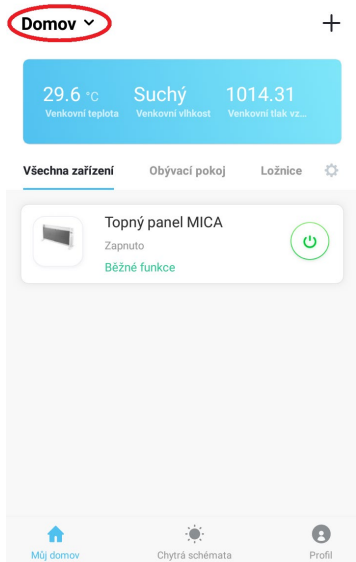 Domov
29.6 °C Suchý 1014.31
Venkovní teplota Venkovní vlhkost Venkovní tlak vz...
Všechna zařízení Obývací pokoj Ložnice
Topný panel MICA
Zapnuto
Běžné funkce
Můj domov Chytrá schémata Profil